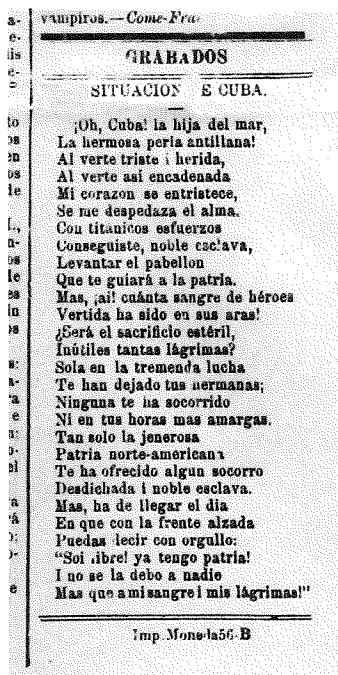 vampiros.—Come-Fra
GRABADOS
SITUACION E CUBA.
¡Oh, Cuba! la hija del mar,
La hermosa perla antillana!
Al verte triste i herida,
Al verte asi encadenada
Mi corazon se entristece,
Se me despedaza el alma.
Con titánicos esfuerzos
Conseguiste, noble esclava,
Levantar el pabellon
Que te guiará a la patria.
Mas, ¡ai! cuánta sangre de héroes
Vertida ha sido en sus aras!
¿Será el sacrificio estéril,
Inútiles tantas lágrimas?
Sola en la tremenda lucha
Te han dejado tus hermanas;
Ninguna te ha socorrido
Ni en tus horas mas amargas.
Tan solo la jenerosa
Patria norte-americana
Te ha ofrecido algun socorro
Desdichada i noble esclava.
Mas, ha de llegar el dia
En que con la frente alzada
Puedas decir con orgullo:
"Soi libre! ya tengo patria!
I no se la debo a nadie
Mas que a mi sangre i mis lágrimas!"
Imp. Moneda 56-B